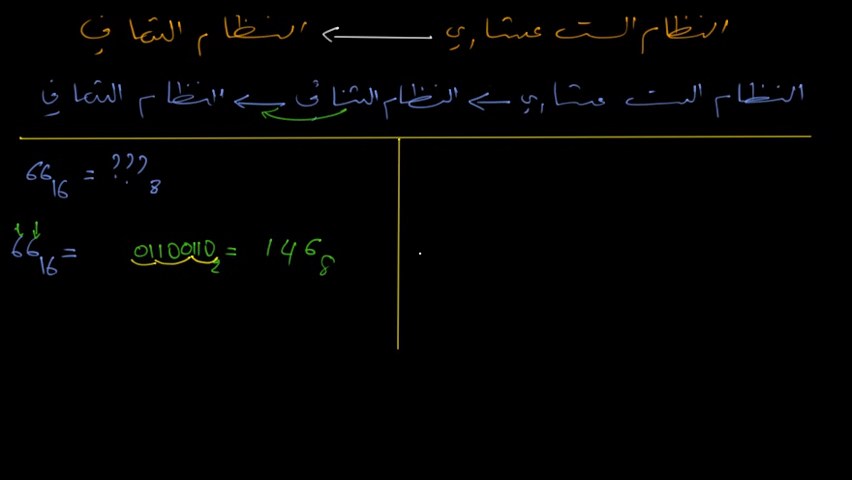 النظام الست عشاري ← النظام الثماني
النظام الست عشاري ← النظام الثنائي ← النظام الثماني
66₁₆ = ???₈
66₁₆ = 01100110₂ = 146₈